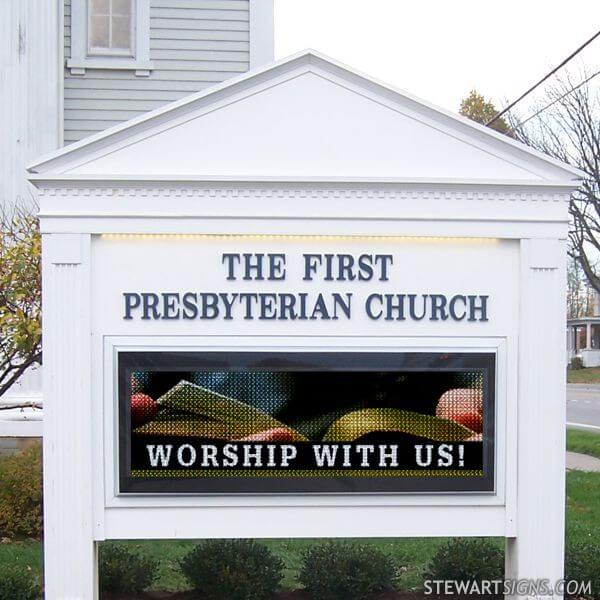 THE FIRST
PRESBYTERIAN CHURCH
WORSHIP WITH US!
STEWARTSIGNS.COM